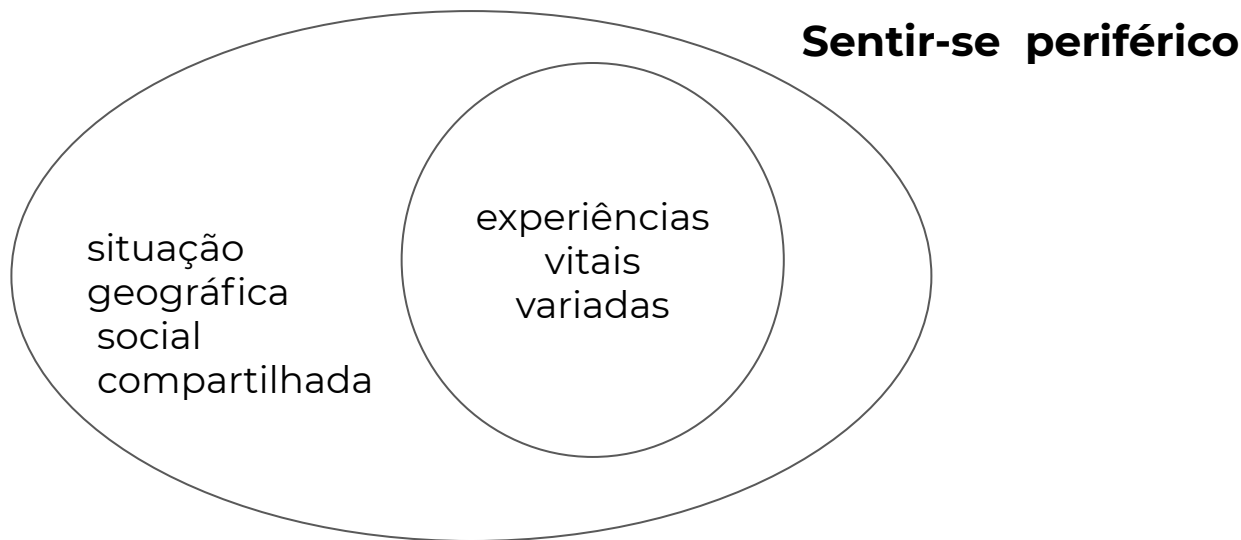 Sentir-se periférico
situação
geográfica
social
compartilhada
experiências
vitais
variadas